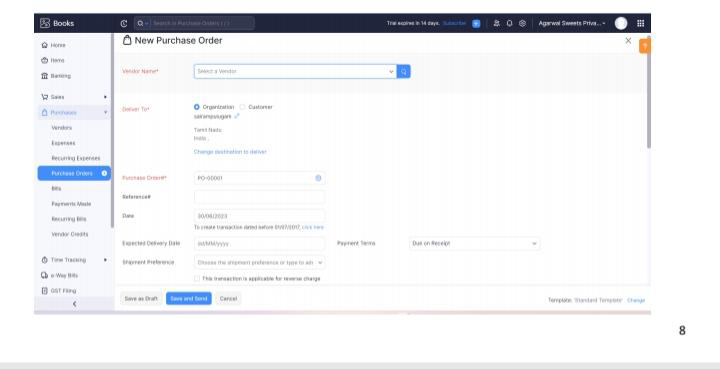 Books
Search in Purchase Orders ( / )
Trial expires in 14 days. Subscribe
Agarwal Sweets Priva...
Home
Items
Banking
Sales
Purchases
Vendors
Expenses
Recurring Expenses
Purchase Orders
Bills
Payments Made
Recurring Bills
Vendor Credits
Time Tracking
e-Way Bills
GST Filing
<
New Purchase Order
×
?
Vendor Name*
Select a Vendor
Deliver To*
Organization Customer
sairampulugam
Tamil Nadu
India ,
Change destination to deliver
Purchase Order#*
PO-00001
Reference#
Date
30/06/2023
To create transaction dated before 01/07/2017, click here
Expected Delivery Date
dd/MM/yyyy
Payment Terms
Due on Receipt
Shipment Preference
Choose the shipment preference or type to add
This transaction is applicable for reverse charge
Save as Draft
Save and Send
Cancel
Template: 'Standard Template' Change
8